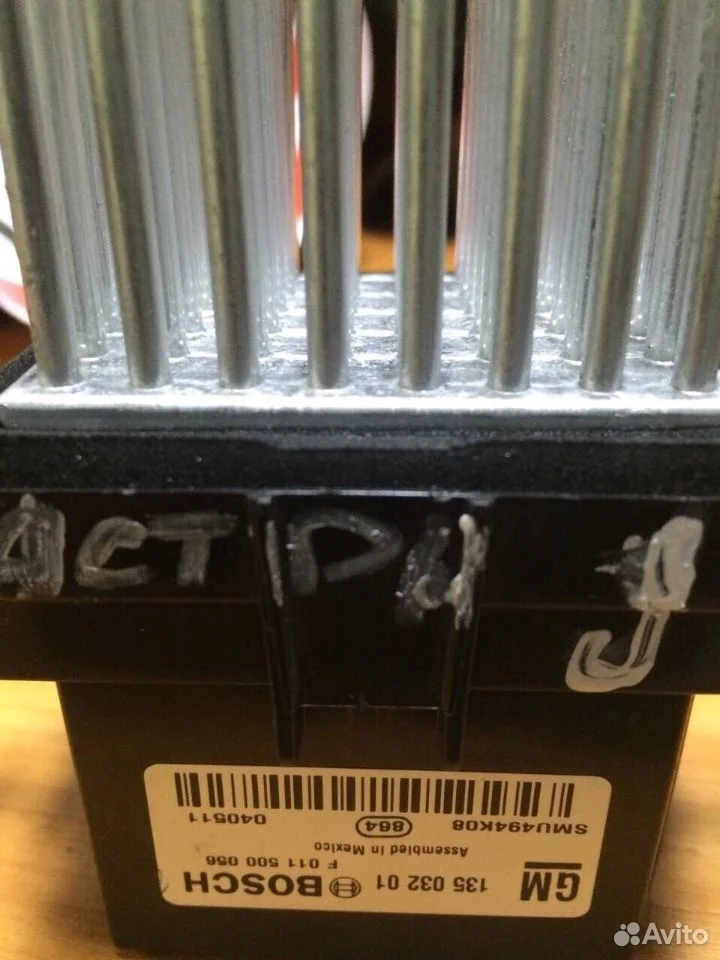 АСТРА J
GM 135 032 01 BOSCH
F 011 500 056
Assembled in Mexico
SMU494K08 864 040511
Avito